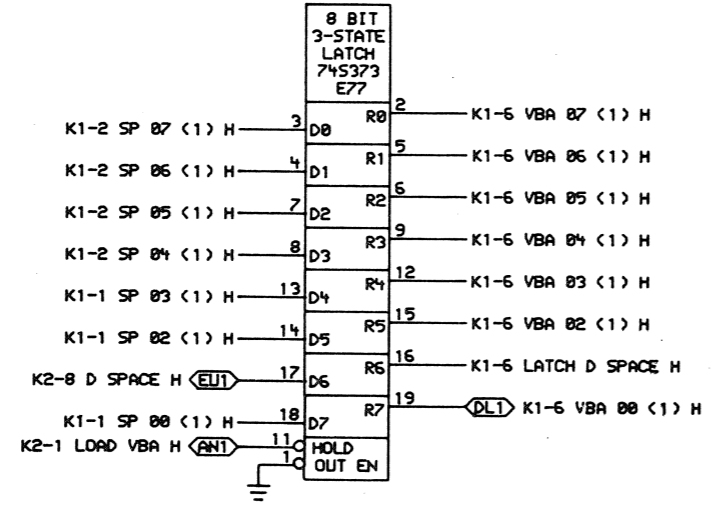 8 BIT
3-STATE
LATCH
74S373
E77
K1-2 SP 07 (1) H 3 D0 R0 2 K1-6 VBA 07 (1) H
K1-2 SP 06 (1) H 4 D1 R1 5 K1-6 VBA 06 (1) H
K1-2 SP 05 (1) H 7 D2 R2 6 K1-6 VBA 05 (1) H
K1-2 SP 04 (1) H 8 D3 R3 9 K1-6 VBA 04 (1) H
K1-1 SP 03 (1) H 13 D4 R4 12 K1-6 VBA 03 (1) H
K1-1 SP 02 (1) H 14 D5 R5 15 K1-6 VBA 02 (1) H
K2-8 D SPACE H EU1 17 D6 R6 16 K1-6 LATCH D SPACE H
K1-1 SP 00 (1) H 18 D7 R7 19 DL1 K1-6 VBA 00 (1) H
K2-1 LOAD VBA H AN1 11 HOLD
1 OUT EN